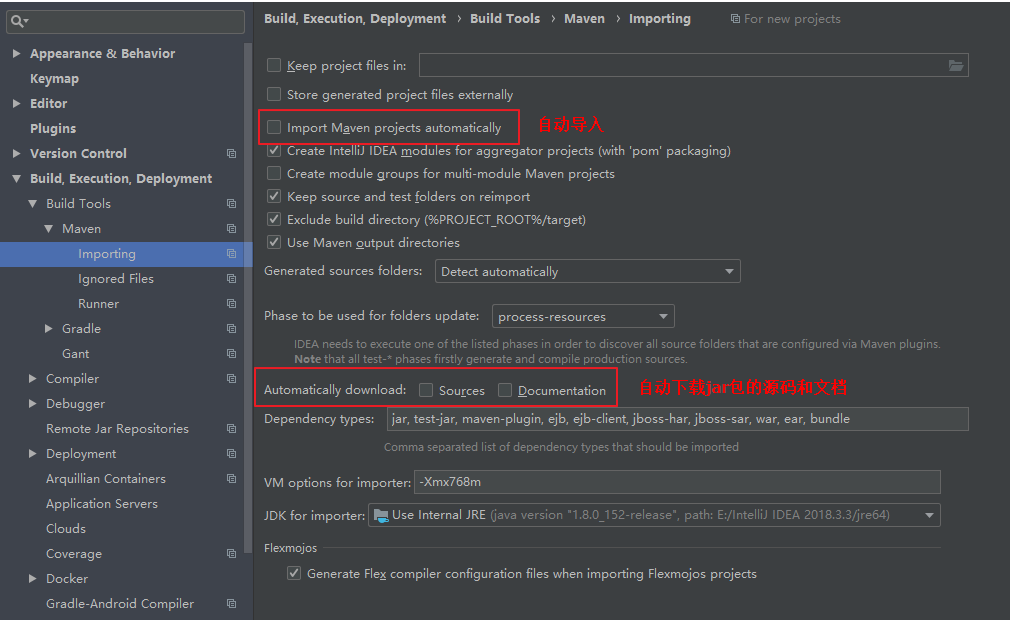 Build, Execution, Deployment › Build Tools › Maven › Importing For new projects
Appearance & Behavior
Keymap
Editor
Plugins
Version Control
Build, Execution, Deployment
Build Tools
Maven
Importing
Ignored Files
Runner
Gradle
Gant
Compiler
Debugger
Remote Jar Repositories
Deployment
Arquillian Containers
Application Servers
Clouds
Coverage
Docker
Gradle-Android Compiler
Keep project files in:
Store generated project files externally
Import Maven projects automatically 自动导入
Create IntelliJ IDEA modules for aggregator projects (with 'pom' packaging)
Create module groups for multi-module Maven projects
Keep source and test folders on reimport
Exclude build directory (%PROJECT_ROOT%/target)
Use Maven output directories
Generated sources folders: Detect automatically
Phase to be used for folders update: process-resources
IDEA needs to execute one of the listed phases in order to discover all source folders that are configured via Maven plugins.
Note that all test-* phases firstly generate and compile production sources.
Automatically download: Sources Documentation 自动下载jar包的源码和文档
Dependency types: jar, test-jar, maven-plugin, ejb, ejb-client, jboss-har, jboss-sar, war, ear, bundle
Comma separated list of dependency types that should be imported
VM options for importer: -Xmx768m
JDK for importer: Use Internal JRE (java version "1.8.0_152-release", path: E:/IntelliJ IDEA 2018.3.3/jre64)
Flexmojos
Generate Flex compiler configuration files when importing Flexmojos projects